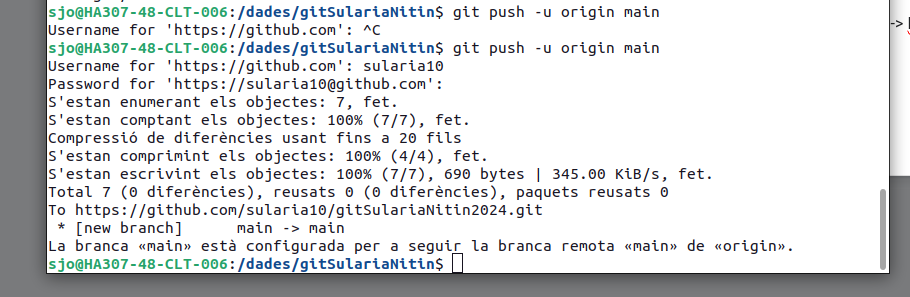 sjo@HA307-48-CLT-006:/dades/gitSulariaNitin$ git push -u origin main
Username for 'https://github.com': ^C
sjo@HA307-48-CLT-006:/dades/gitSulariaNitin$ git push -u origin main
Username for 'https://github.com': sularia10
Password for 'https://sularia10@github.com':
S'estan enumerant els objectes: 7, fet.
S'estan comptant els objectes: 100% (7/7), fet.
Compressió de diferències usant fins a 20 fils
S'estan comprimint els objectes: 100% (4/4), fet.
S'estan escrivint els objectes: 100% (7/7), 690 bytes | 345.00 KiB/s, fet.
Total 7 (0 diferències), reusats 0 (0 diferències), paquets reusats 0
To https://github.com/sularia10/gitSulariaNitin2024.git
 * [new branch]      main -> main
La branca «main» està configurada per a seguir la branca remota «main» de «origin».
sjo@HA307-48-CLT-006:/dades/gitSulariaNitin$
->